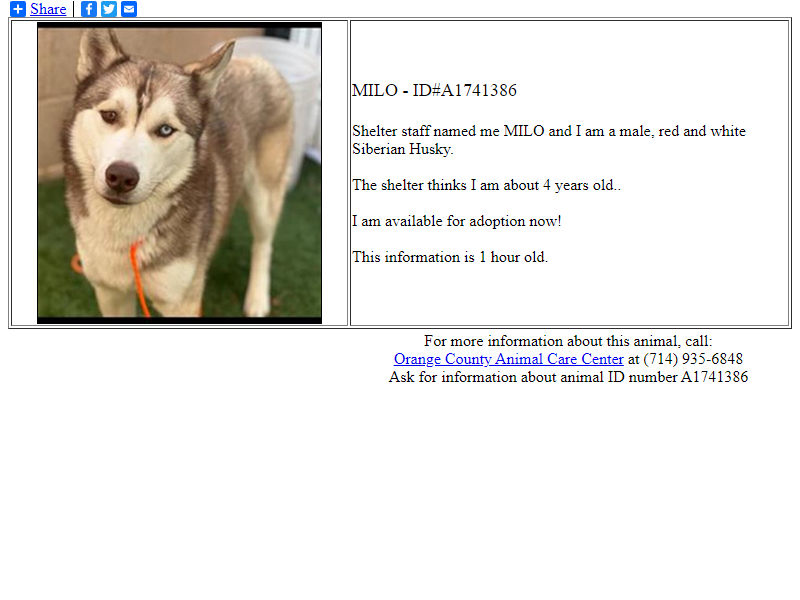 Share
MILO - ID#A1741386
Shelter staff named me MILO and I am a male, red and white
Siberian Husky.
The shelter thinks I am about 4 years old..
I am available for adoption now!
This information is 1 hour old.
For more information about this animal, call:
Orange County Animal Care Center at (714) 935-6848
Ask for information about animal ID number A1741386